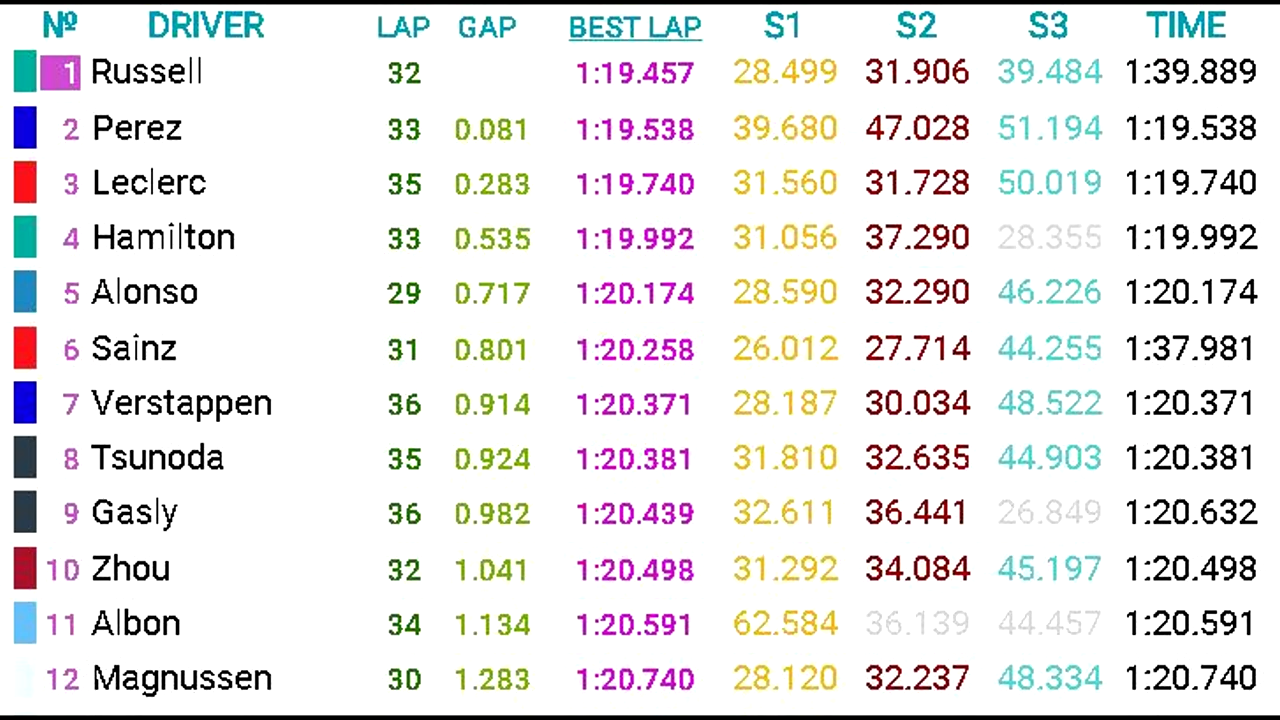 Nº DRIVER LAP GAP BEST LAP S1 S2 S3 TIME
1 Russell 32 1:19.457 28.499 31.906 39.484 1:39.889
2 Perez 33 0.081 1:19.538 39.680 47.028 51.194 1:19.538
3 Leclerc 35 0.283 1:19.740 31.560 31.728 50.019 1:19.740
4 Hamilton 33 0.535 1:19.992 31.056 37.290 28.355 1:19.992
5 Alonso 29 0.717 1:20.174 28.590 32.290 46.226 1:20.174
6 Sainz 31 0.801 1:20.258 26.012 27.714 44.255 1:37.981
7 Verstappen 36 0.914 1:20.371 28.187 30.034 48.522 1:20.371
8 Tsunoda 35 0.924 1:20.381 31.810 32.635 44.903 1:20.381
9 Gasly 36 0.982 1:20.439 32.611 36.441 26.849 1:20.632
10 Zhou 32 1.041 1:20.498 31.292 34.084 45.197 1:20.498
11 Albon 34 1.134 1:20.591 62.584 36.139 44.457 1:20.591
12 Magnussen 30 1.283 1:20.740 28.120 32.237 48.334 1:20.740